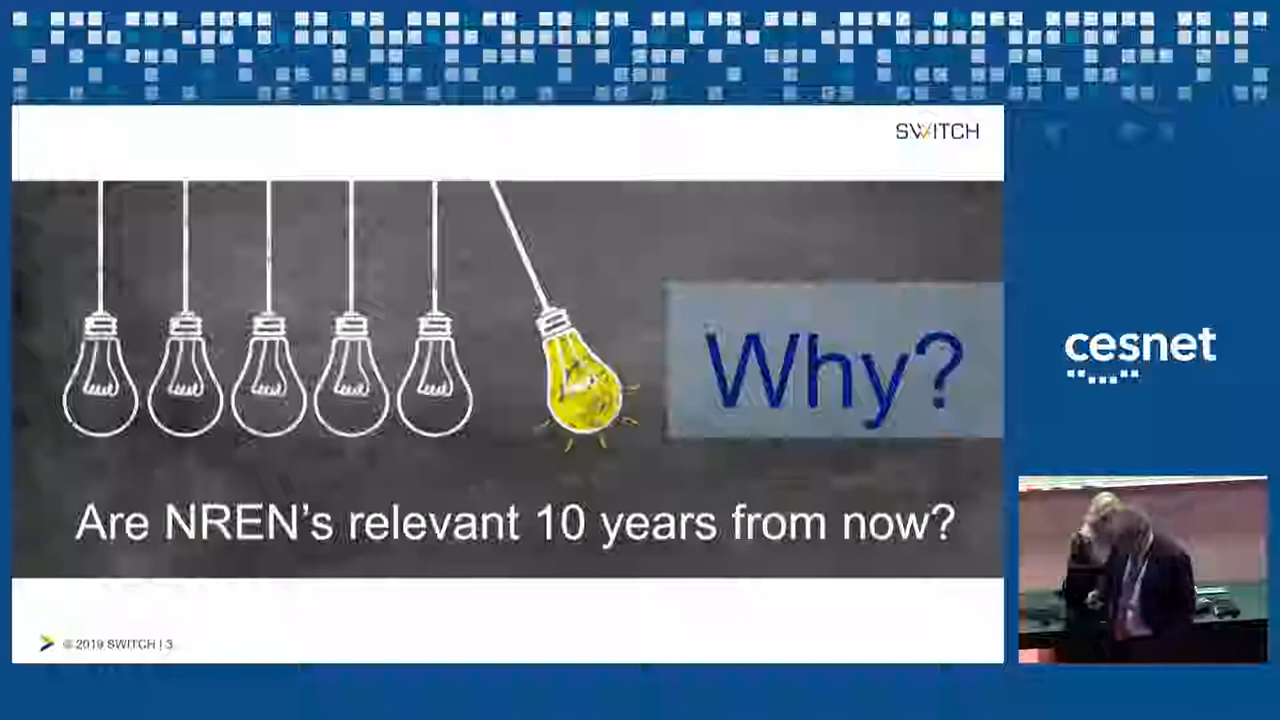 SWITCH
Why?
Are NREN's relevant 10 years from now?
© 2019 SWITCH | 3
cesnet